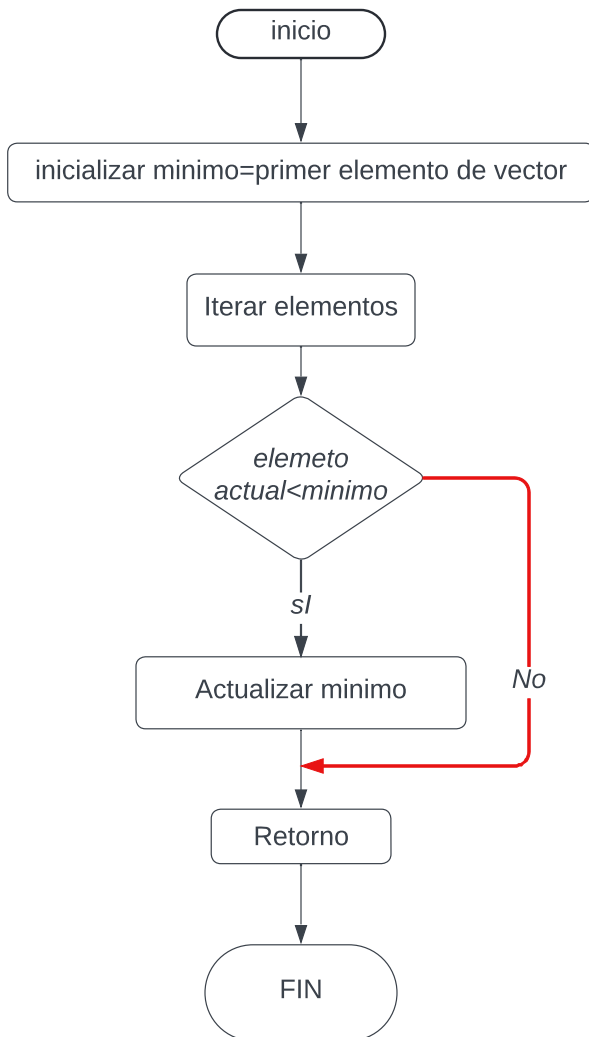 inicio
inicializar minimo=primer elemento de vector
Iterar elementos
elemeto
actual<minimo
sI
Actualizar minimo
No
Retorno
FIN